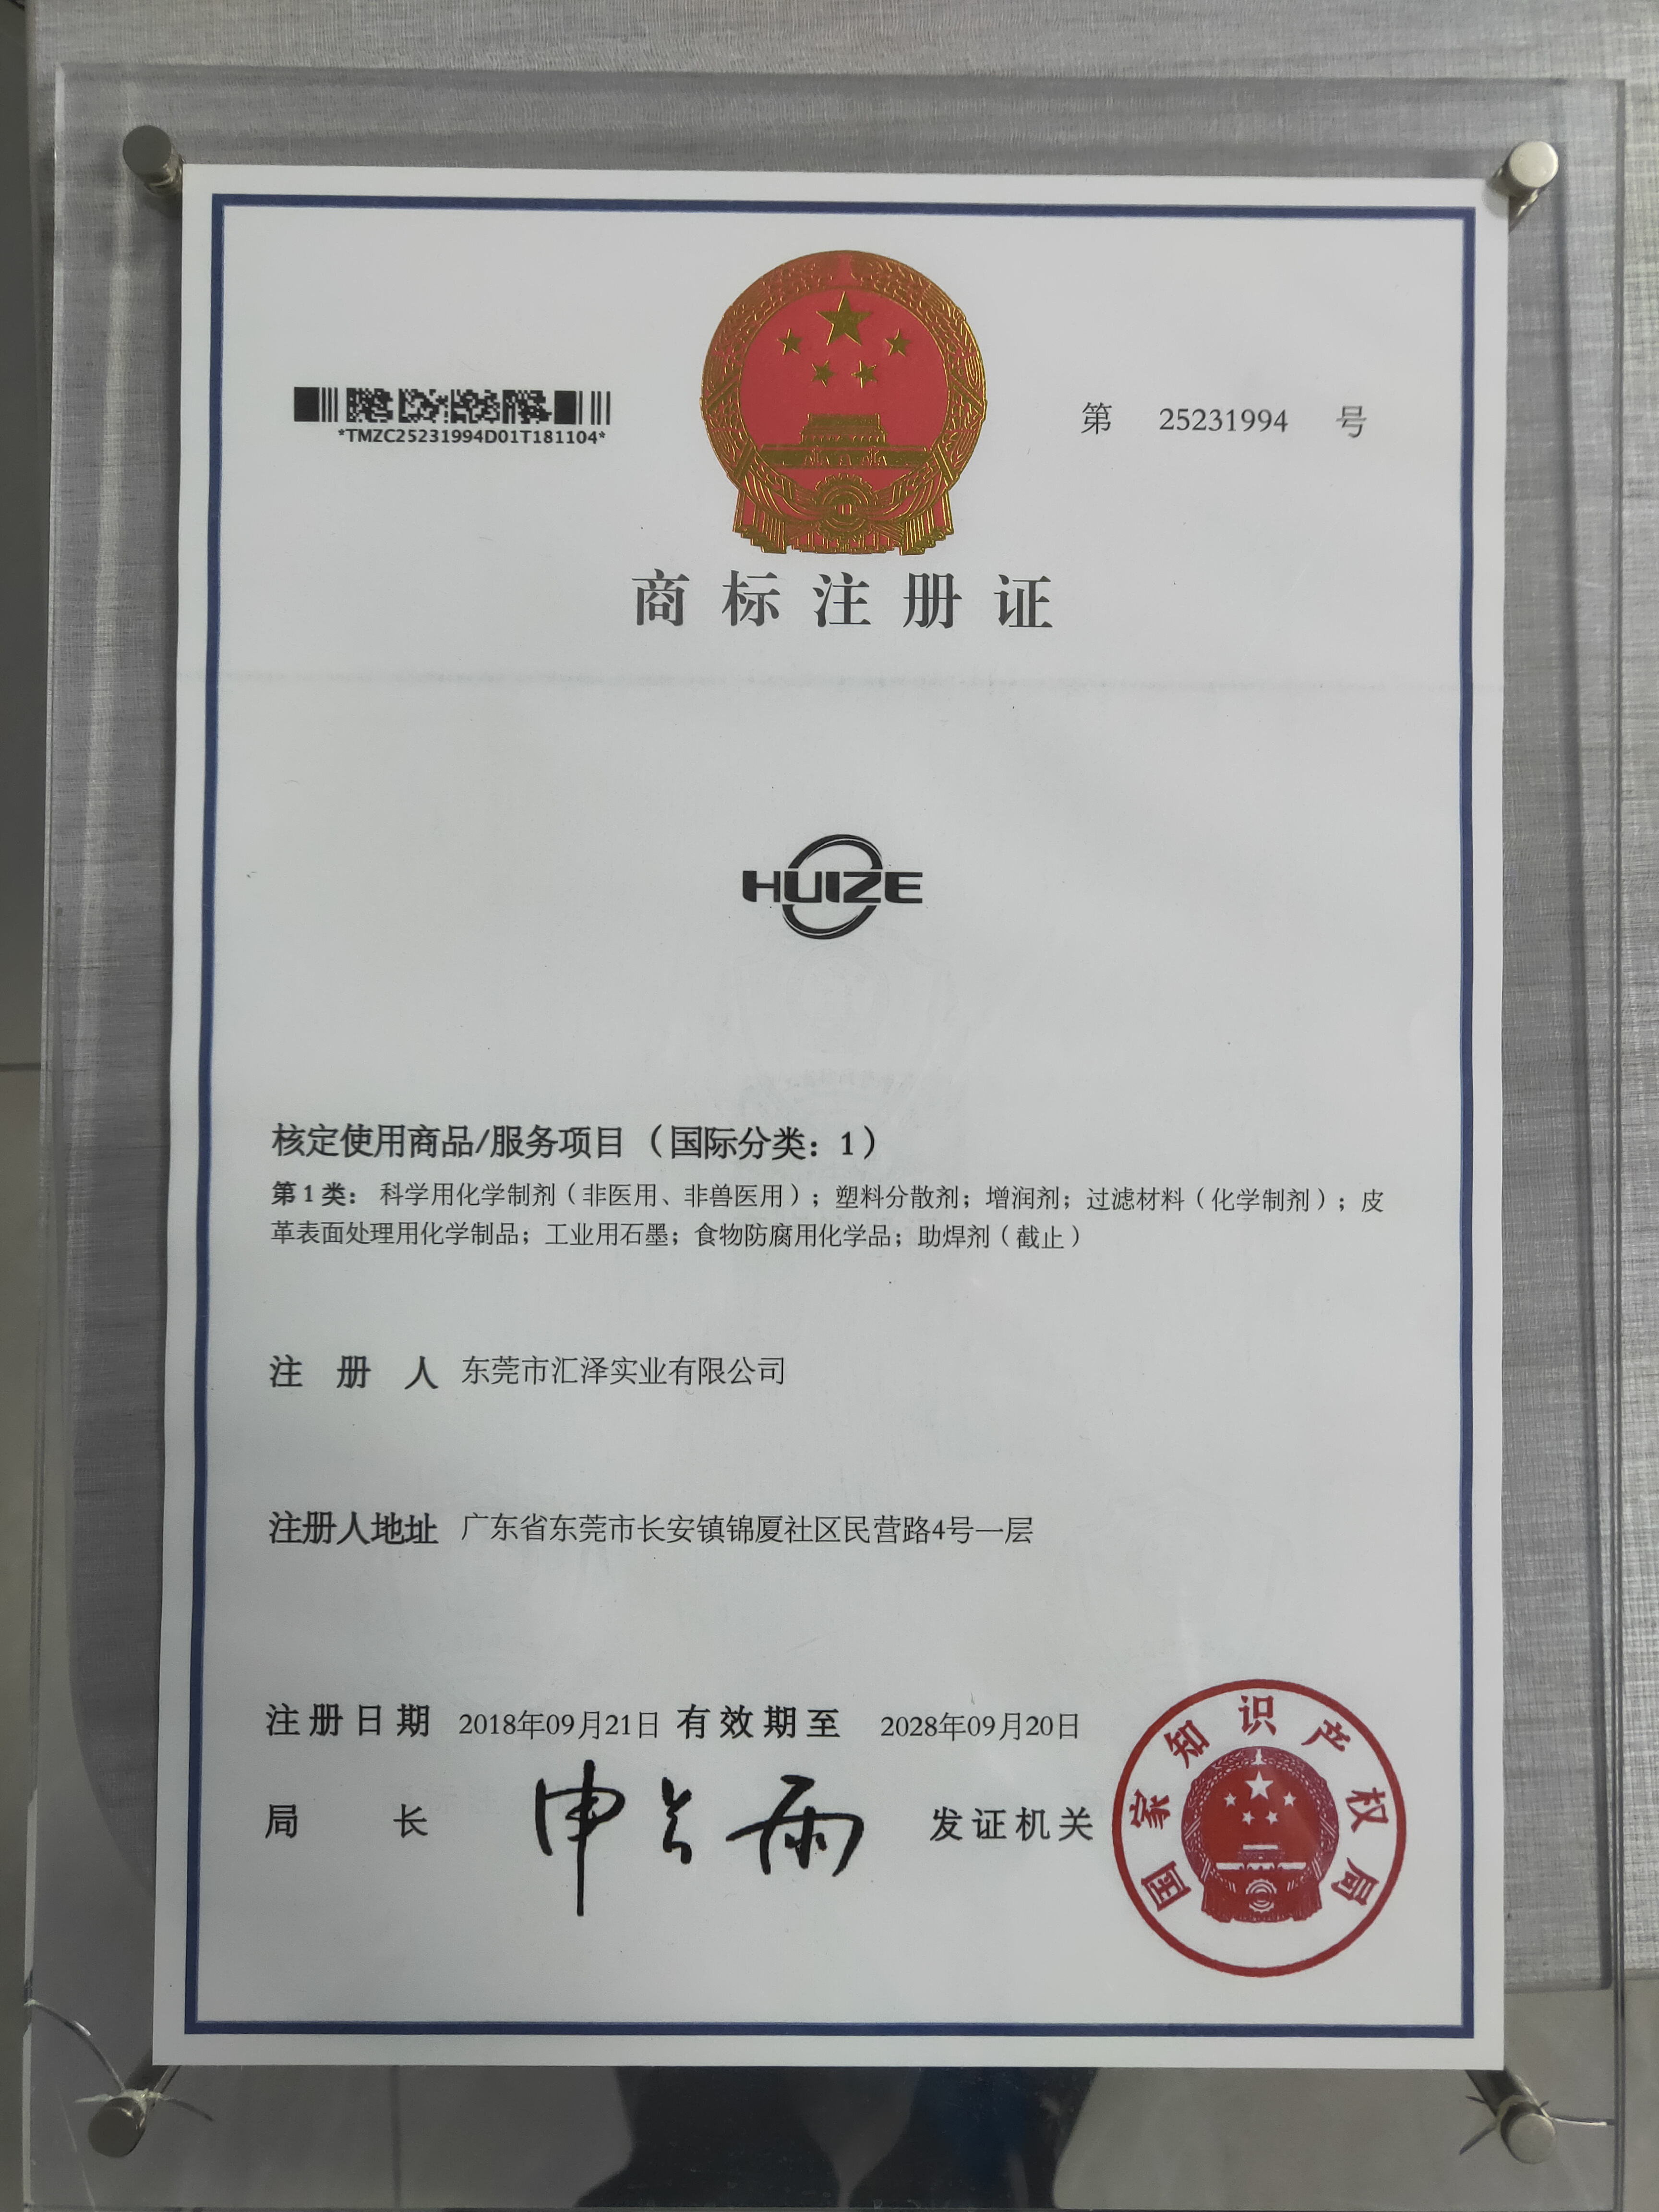 *TMZC25231994D01T181104*
第 25231994 号
商标注册证
HUIZE
核定使用商品/服务项目（国际分类：1）
第1类： 科学用化学制剂（非医用、非兽医用）；塑料分散剂；增润剂；过滤材料（化学制剂）；皮
革表面处理用化学制品；工业用石墨；食物防腐用化学品；助焊剂（截止）
注册人 东莞市汇泽实业有限公司
注册人地址 广东省东莞市长安镇锦厦社区民营路4号一层
注册日期 2018年09月21日 有效期至 2028年09月20日
局长 申长雨 发证机关
国家知识产权局